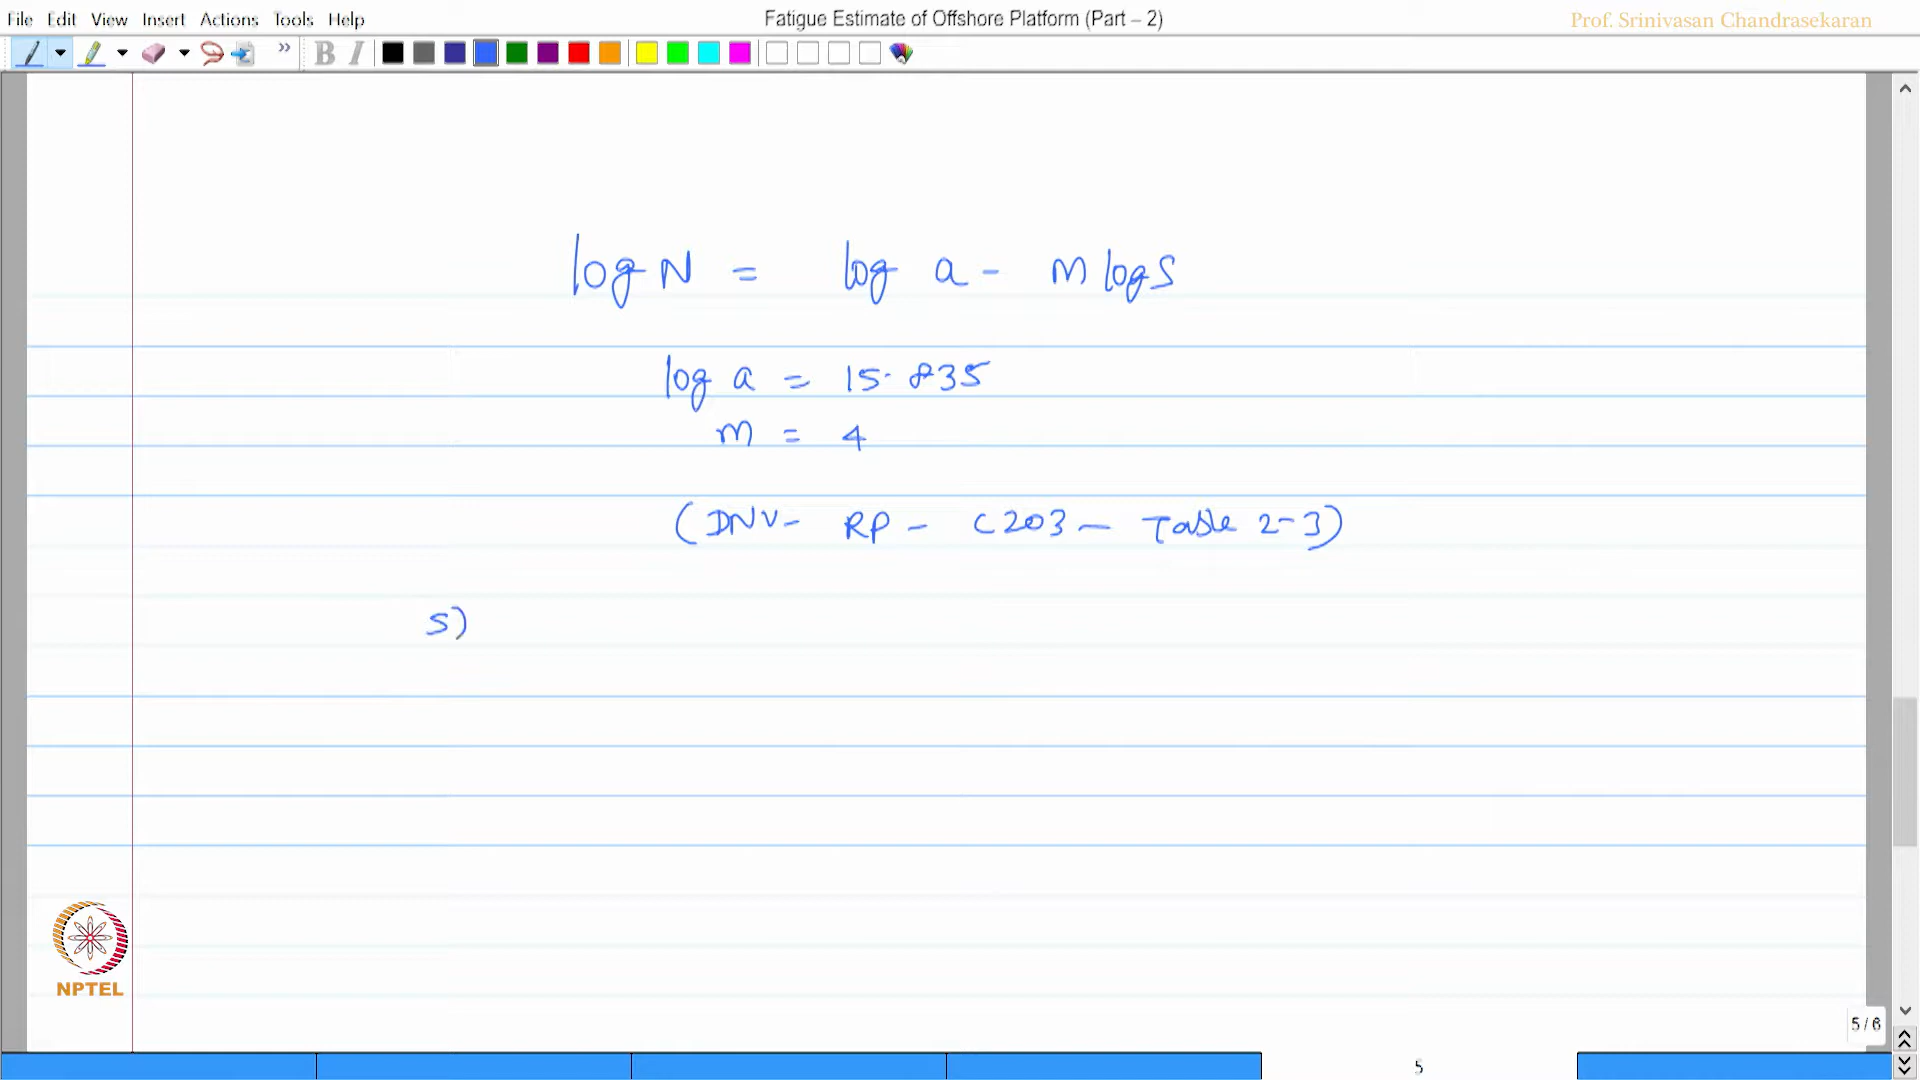 File Edit View Insert Actions Tools Help
Fatigue Estimate of Offshore Platform (Part – 2)
Prof. Srinivasan Chandrasekaran
B I
log N = log a - m log S
log a = 15.835
m = 4
(DNV- RP - C203 - Table 2-3)
5)
NPTEL
5 / 6
5